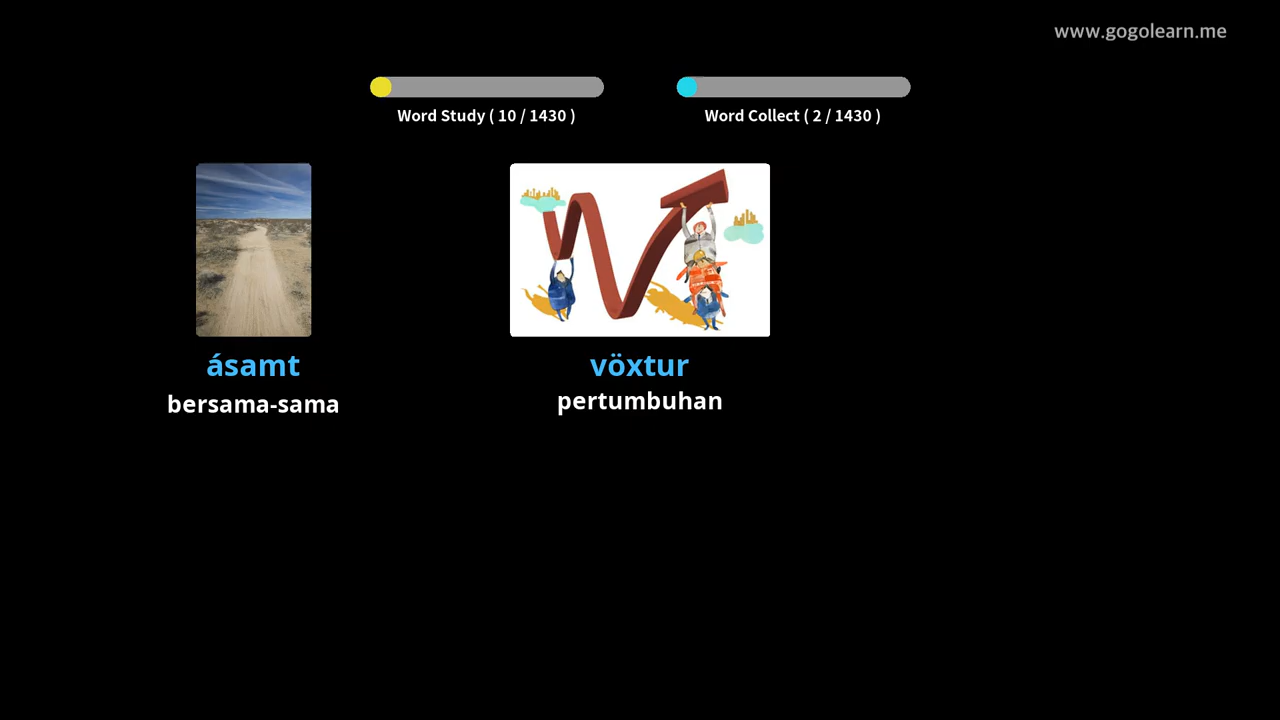 www.gogolearn.me
Word Study ( 10 / 1430 )
Word Collect ( 2 / 1430 )
ásamt
bersama-sama
vöxtur
pertumbuhan